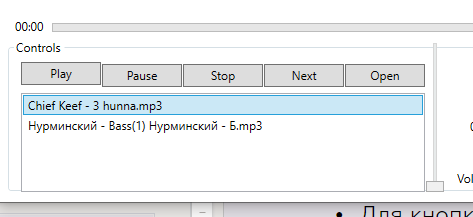 00:00
Controls
Play Pause Stop Next Open
Chief Keef - 3 hunna.mp3
Нурминский - Bass(1) Нурминский - Б.mp3
Vol
• Для кнопк